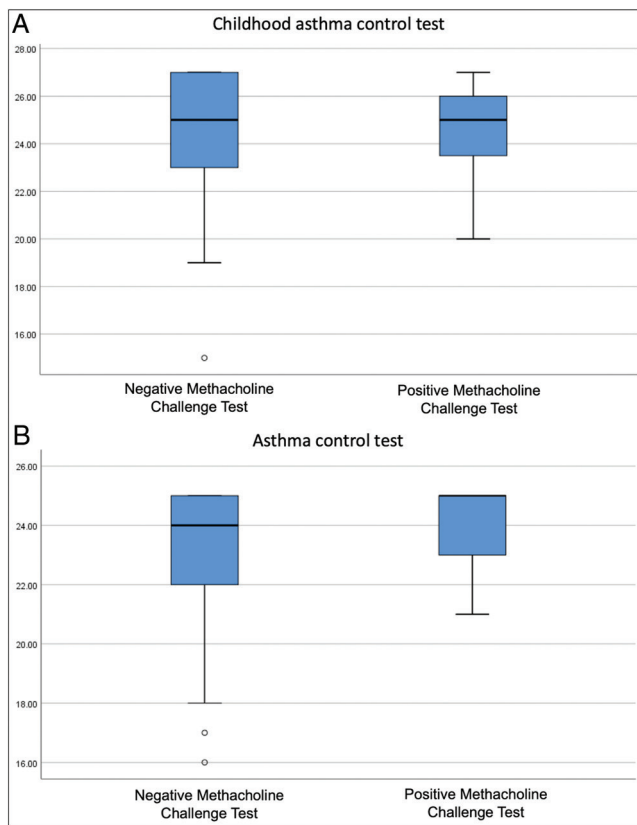 A
Childhood asthma control test
28.00
26.00
24.00
22.00
20.00
18.00
16.00
Negative Methacholine
Challenge Test
Positive Methacholine
Challenge Test
B
Asthma control test
26.00
24.00
22.00
20.00
18.00
16.00
Negative Methacholine
Challenge Test
Positive Methacholine
Challenge Test